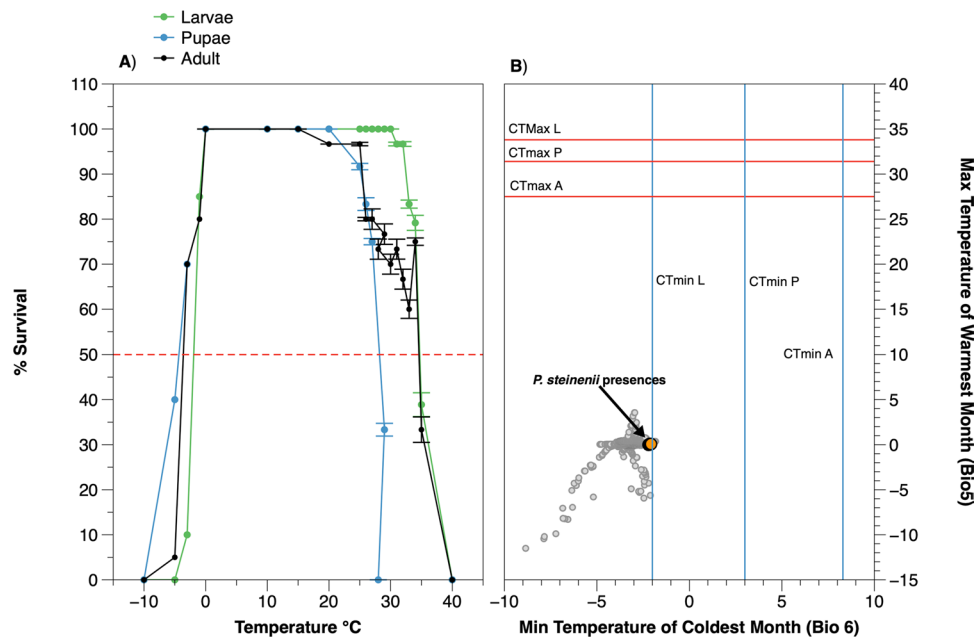 Larvae
Pupae
Adult
A)
B)
110
100
90
80
70
60
50
40
30
20
10
0
% Survival
−10
0
10
20
30
40
Temperature °C
CTMax L
CTmax P
CTmax A
CTmin L
CTmin P
CTmin A
P. steinenii presences
40
35
30
25
20
15
10
5
0
−5
−10
−15
Max Temperature of Warmest Month (Bio5)
−10
−5
0
5
10
Min Temperature of Coldest Month (Bio 6)